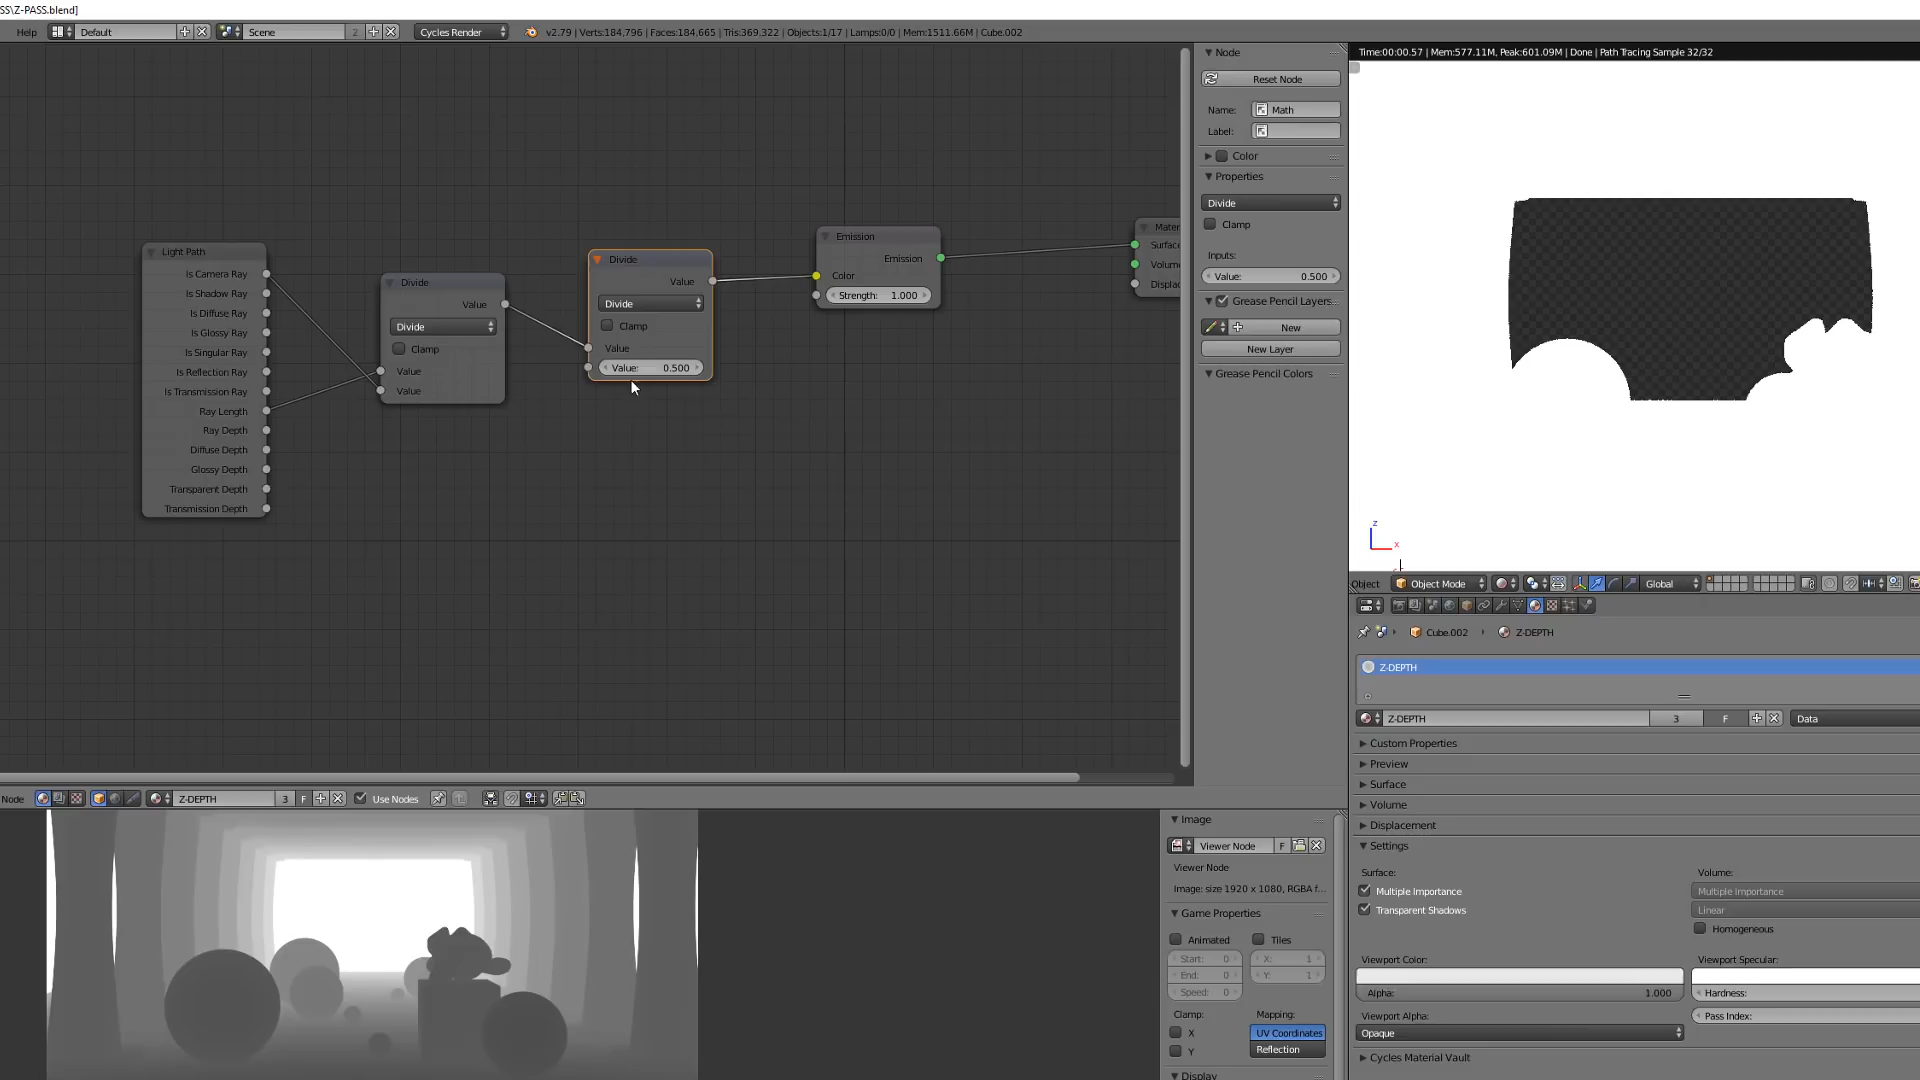 SS\Z-PASS.blend]
Help
Default
Scene
2
Cycles Render
v2.79 | Verts:184,796 | Faces:184,665 | Tris:369,322 | Objects:1/17 | Lamps:0/0 | Mem:1511.66M | Cube.002
Time:00:00.57 | Mem:577.11M, Peak:601.09M | Done | Path Tracing Sample 32/32
Light Path
Is Camera Ray
Is Shadow Ray
Is Diffuse Ray
Is Glossy Ray
Is Singular Ray
Is Reflection Ray
Is Transmission Ray
Ray Length
Ray Depth
Diffuse Depth
Glossy Depth
Transparent Depth
Transmission Depth
Divide
Value
Divide
Clamp
Value
Value
Divide
Value
Divide
Clamp
Value
Value: 0.500
Emission
Emission
Color
Strength: 1.000
Mater
Surface
Volum
Displac
Node
Reset Node
Name: Math
Label:
Color
Properties
Divide
Clamp
Inputs:
Value: 0.500
Grease Pencil Layers
New
New Layer
Grease Pencil Colors
z
x
Object
Object Mode
Global
Cube.002
Z-DEPTH
Z-DEPTH
Z-DEPTH
3
F
Data
Custom Properties
Preview
Surface
Volume
Displacement
Settings
Surface:
Volume:
Multiple Importance
Multiple Importance
Transparent Shadows
Linear
Homogeneous
Viewport Color:
Viewport Specular:
Alpha: 1.000
Hardness:
Viewport Alpha:
Pass Index:
Opaque
Cycles Material Vault
Node
Z-DEPTH
3
F
Use Nodes
Image
Viewer Node
F
Viewer Node
Image: size 1920 x 1080, RGBA f...
Game Properties
Animated
Tiles
Start: 0
X: 1
End: 0
Y: 1
Speed: 0
Clamp:
Mapping:
X
UV Coordinates
Y
Reflection
Display